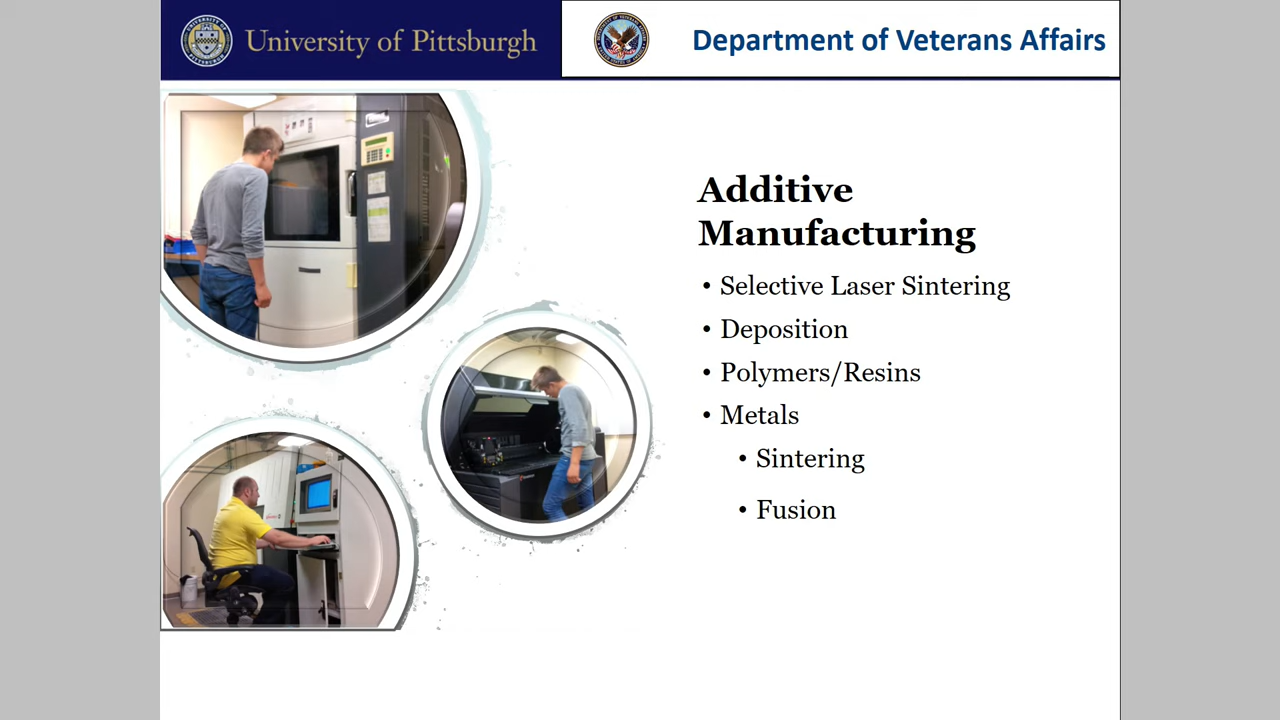 University of Pittsburgh
Department of Veterans Affairs
Additive
Manufacturing
• Selective Laser Sintering
• Deposition
• Polymers/Resins
• Metals
• Sintering
• Fusion